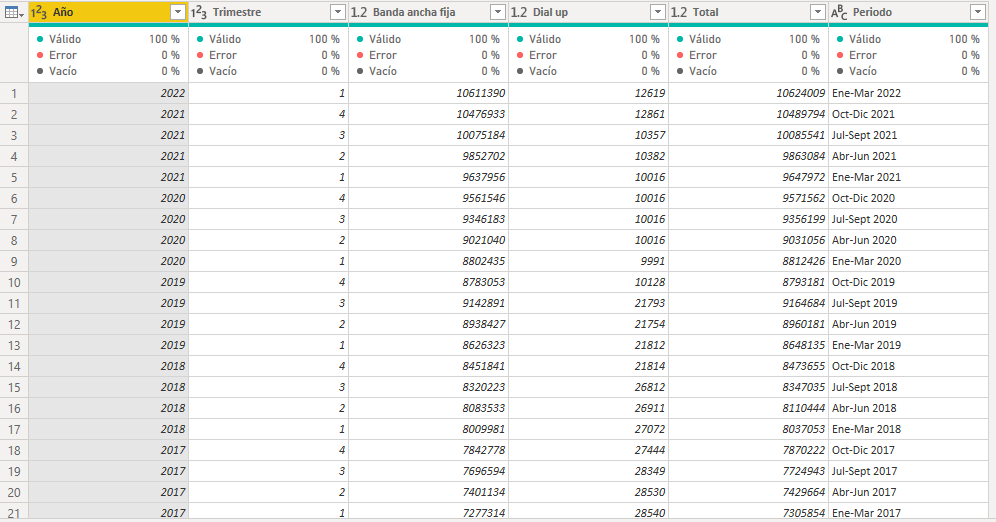 1²3 Año 1²3 Trimestre 1.2 Banda ancha fija 1.2 Dial up 1.2 Total ABC Periodo
Válido 100 % Válido 100 % Válido 100 % Válido 100 % Válido 100 % Válido 100 %
Error 0 % Error 0 % Error 0 % Error 0 % Error 0 % Error 0 %
Vacío 0 % Vacío 0 % Vacío 0 % Vacío 0 % Vacío 0 % Vacío 0 %
1 2022 1 10611390 12619 10624009 Ene-Mar 2022
2 2021 4 10476933 12861 10489794 Oct-Dic 2021
3 2021 3 10075184 10357 10085541 Jul-Sept 2021
4 2021 2 9852702 10382 9863084 Abr-Jun 2021
5 2021 1 9637956 10016 9647972 Ene-Mar 2021
6 2020 4 9561546 10016 9571562 Oct-Dic 2020
7 2020 3 9346183 10016 9356199 Jul-Sept 2020
8 2020 2 9021040 10016 9031056 Abr-Jun 2020
9 2020 1 8802435 9991 8812426 Ene-Mar 2020
10 2019 4 8783053 10128 8793181 Oct-Dic 2019
11 2019 3 9142891 21793 9164684 Jul-Sept 2019
12 2019 2 8938427 21754 8960181 Abr-Jun 2019
13 2019 1 8626323 21812 8648135 Ene-Mar 2019
14 2018 4 8451841 21814 8473655 Oct-Dic 2018
15 2018 3 8320223 26812 8347035 Jul-Sept 2018
16 2018 2 8083533 26911 8110444 Abr-Jun 2018
17 2018 1 8009981 27072 8037053 Ene-Mar 2018
18 2017 4 7842778 27444 7870222 Oct-Dic 2017
19 2017 3 7696594 28349 7724943 Jul-Sept 2017
20 2017 2 7401134 28530 7429664 Abr-Jun 2017
21 2017 1 7277314 28540 7305854 Ene-Mar 2017